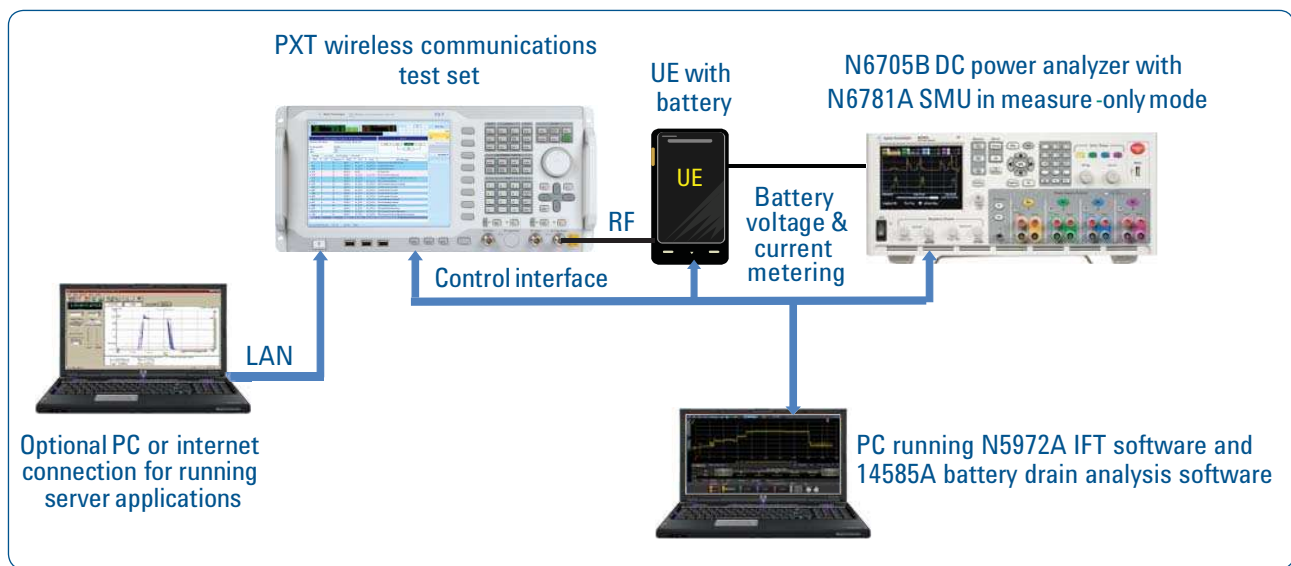 PXT wireless communications
test set
UE with
battery
N6705B DC power analyzer with
N6781A SMU in measure-only mode
UE
RF
Battery
voltage &
current
metering
Control interface
LAN
Optional PC or internet
connection for running
server applications
PC running N5972A IFT software and
14585A battery drain analysis software